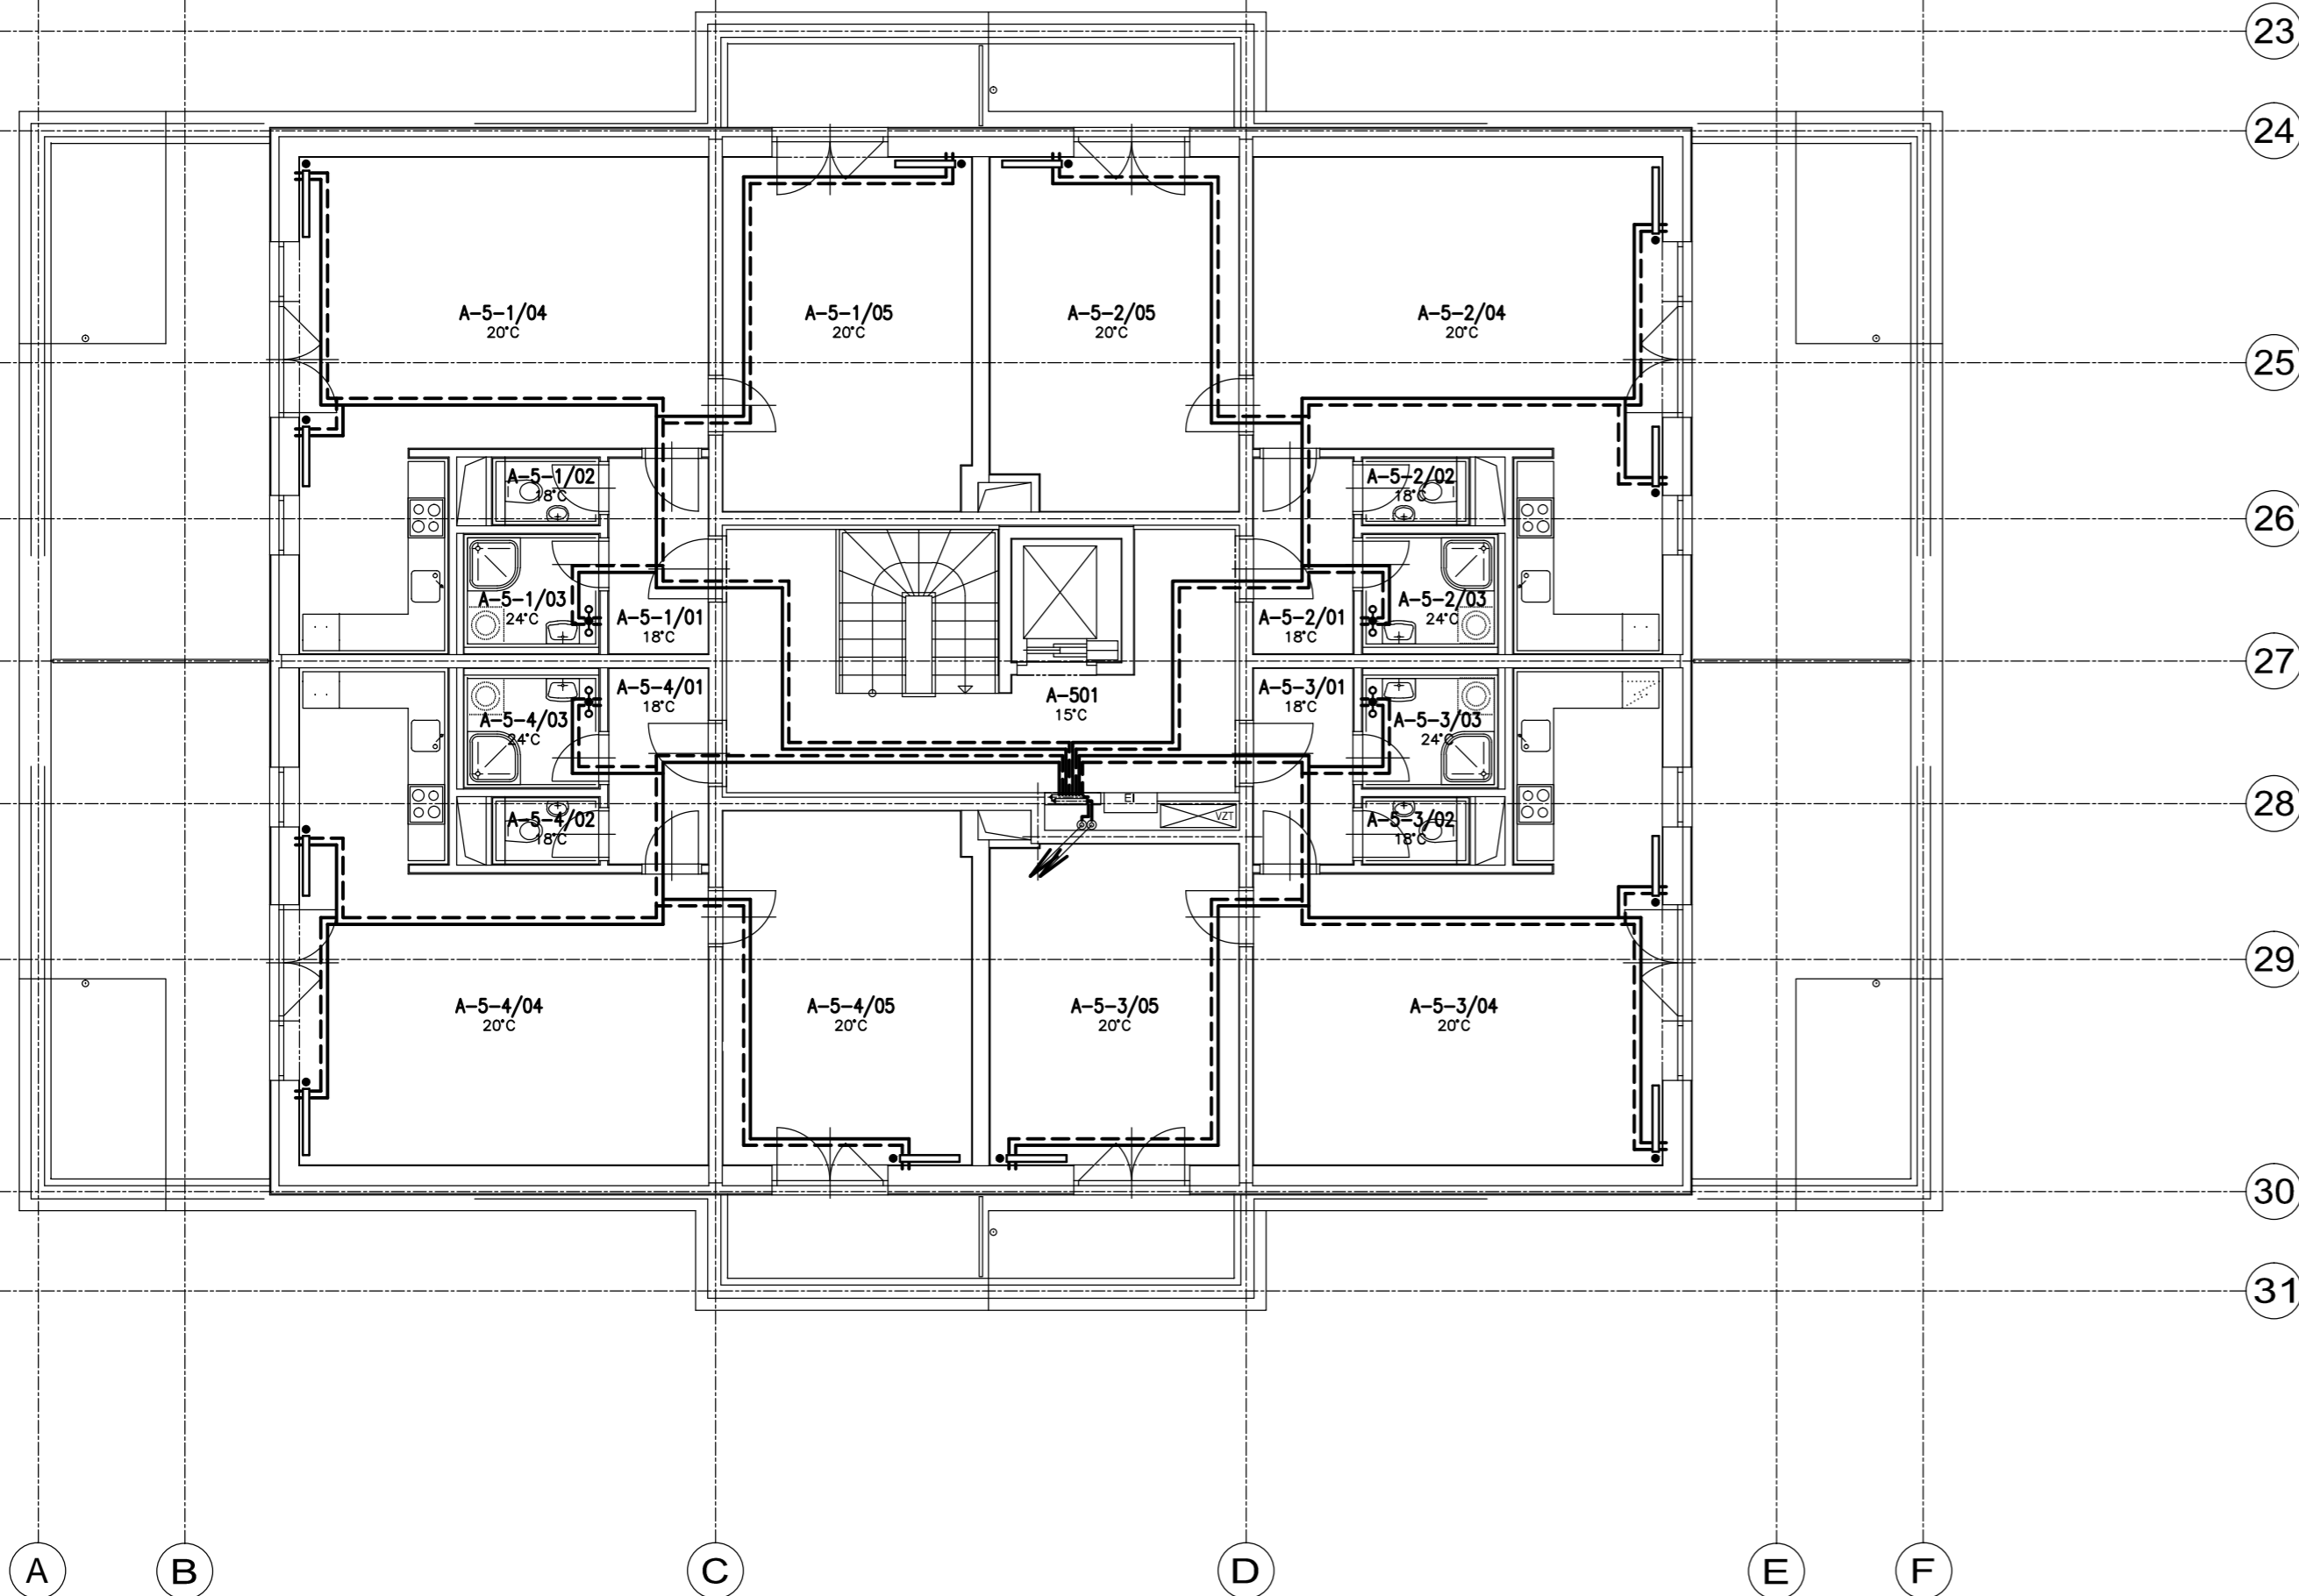 23
24
A-5-1/04
20°C
A-5-1/05
20°C
A-5-2/05
20°C
A-5-2/04
20°C
25
A-5-1/02
18°C
A-5-2/02
18°C
26
A-5-1/03
24°C
A-5-1/01
18°C
A-5-2/01
18°C
A-5-2/03
24°C
27
A-5-4/01
18°C
A-501
15°C
A-5-3/01
18°C
A-5-4/03
24°C
A-5-3/03
24°C
EI
VZT
28
A-5-4/02
18°C
A-5-3/02
18°C
29
A-5-4/04
20°C
A-5-4/05
20°C
A-5-3/05
20°C
A-5-3/04
20°C
30
31
A
B
C
D
E
F